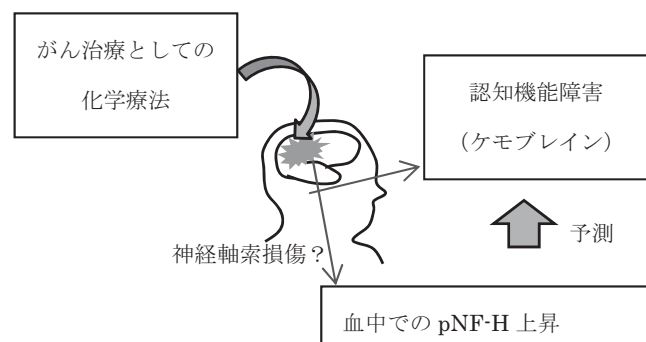 がん治療としての
化学療法
認知機能障害
（ケモブレイン）
予測
神経軸索損傷？
血中での pNF-H 上昇